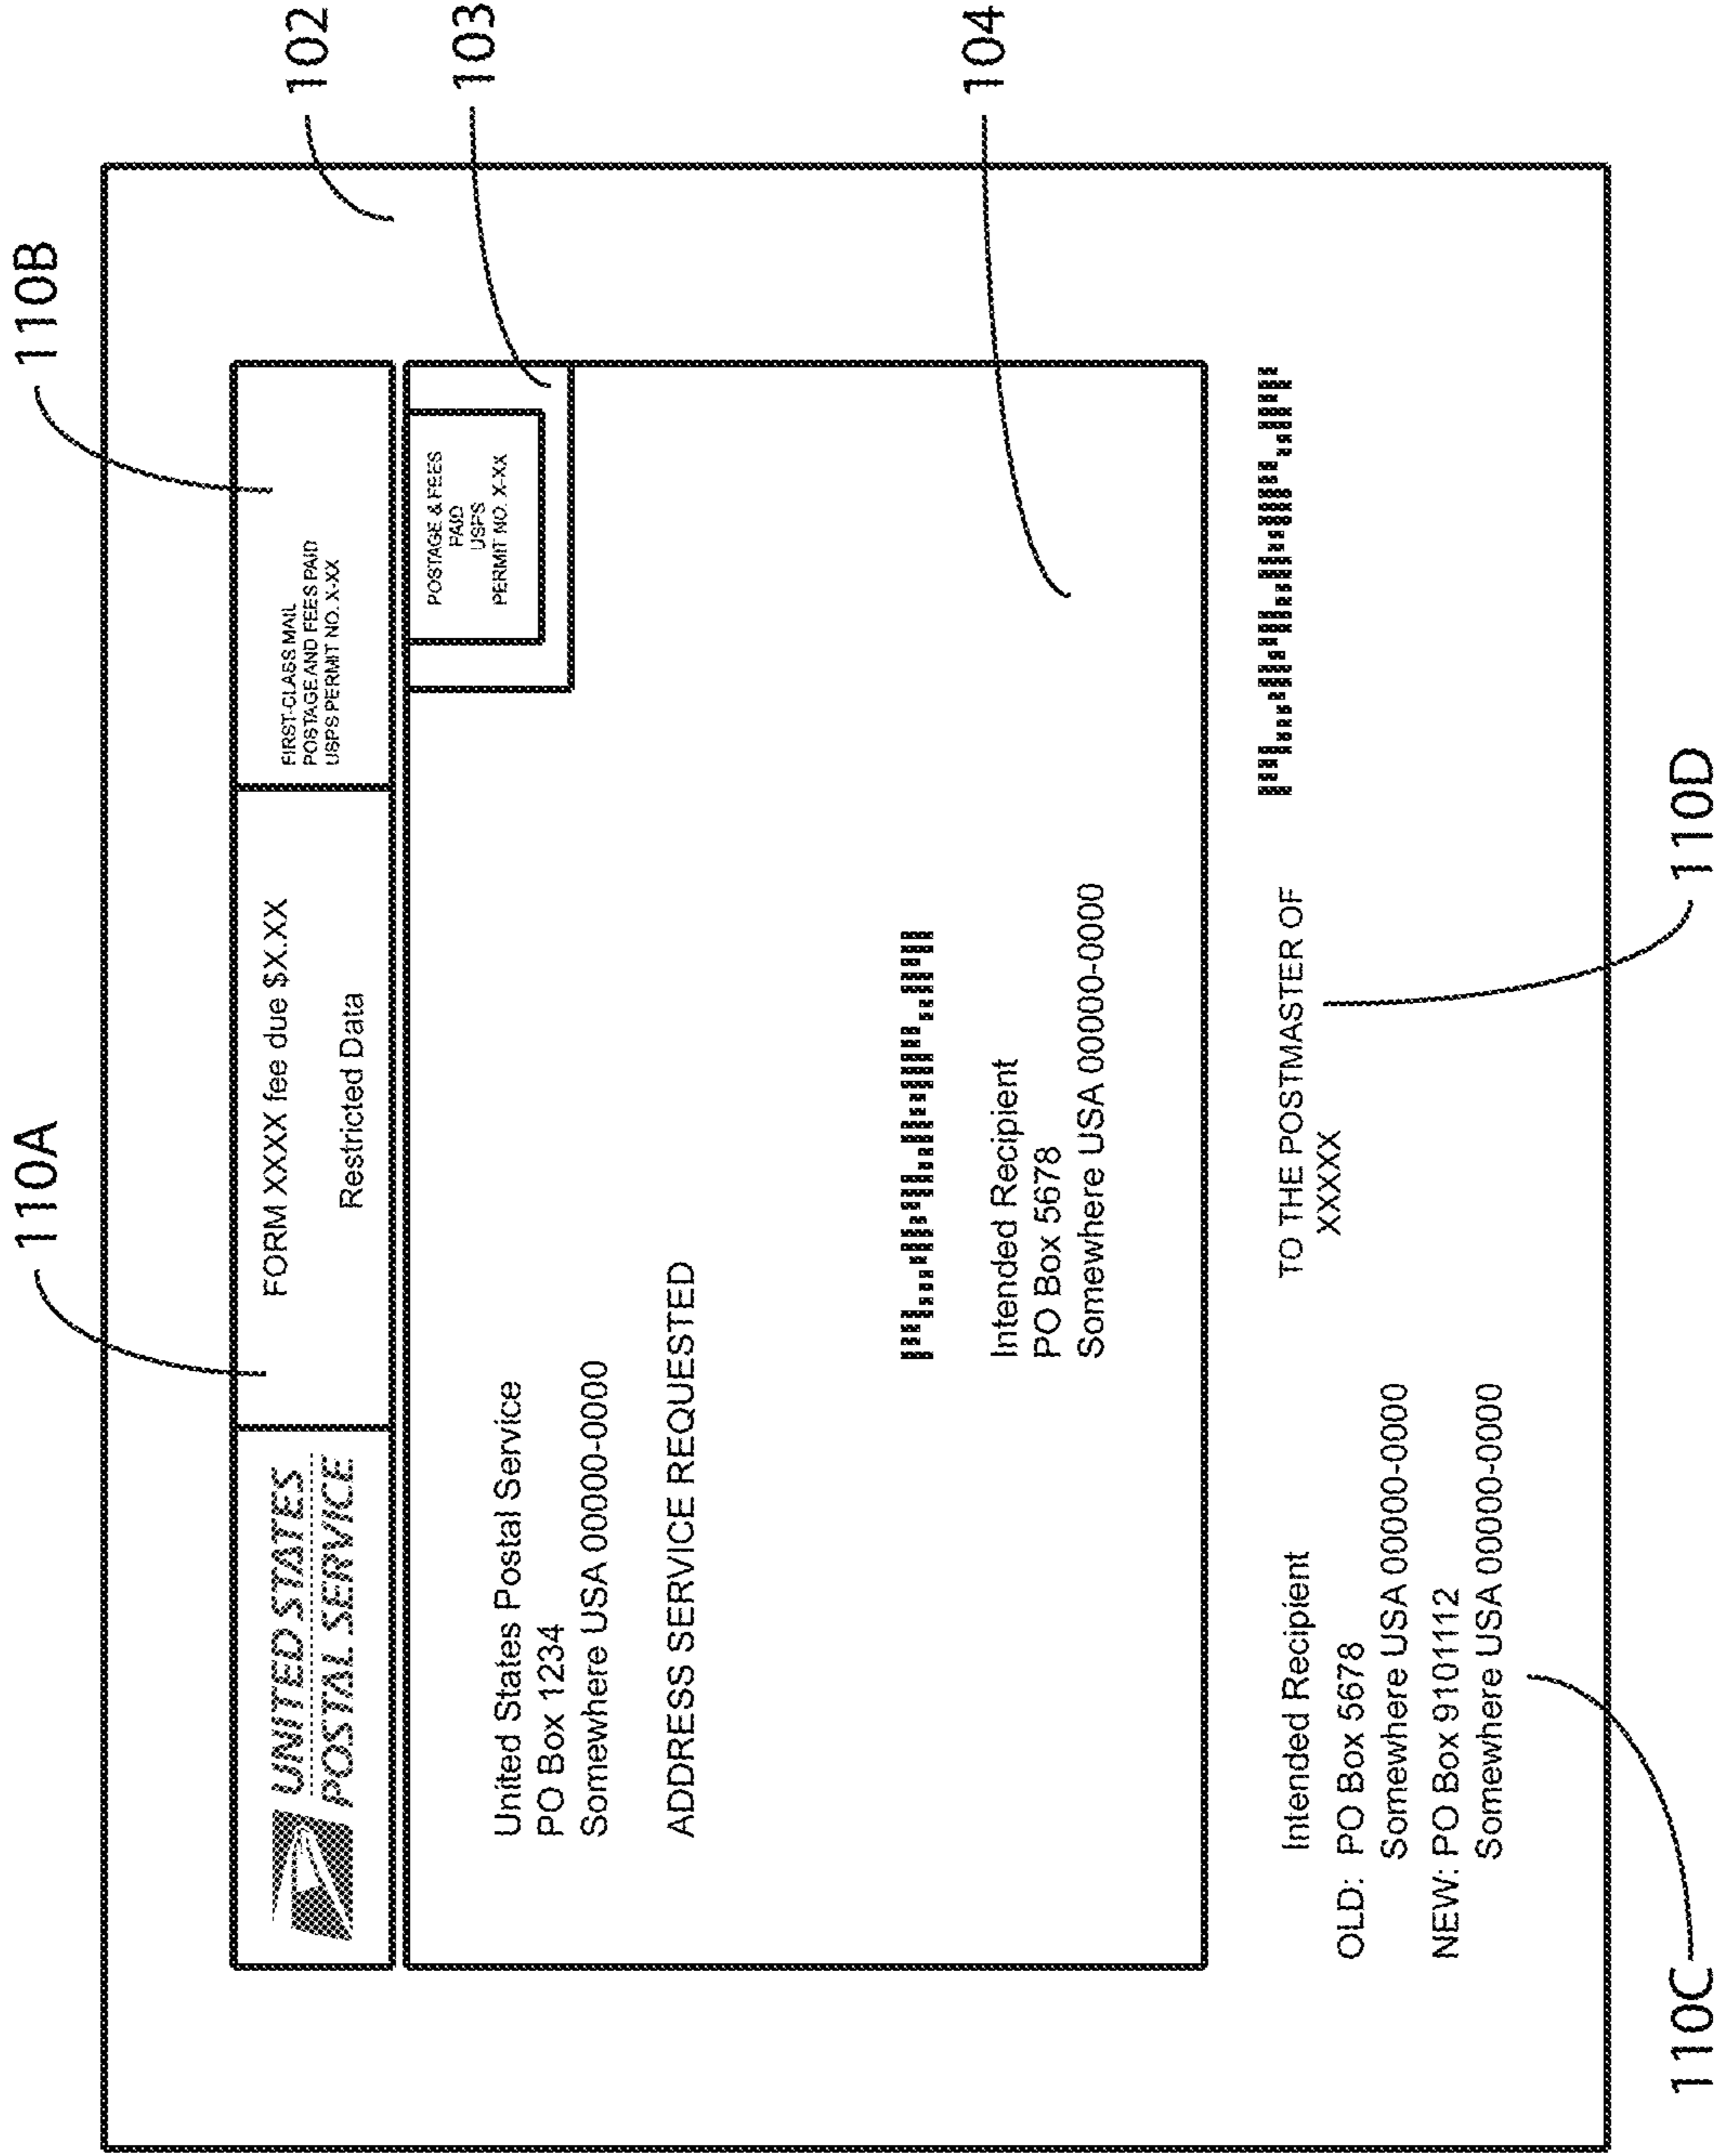 110A
110B
102
103
104
UNITED STATES
POSTAL SERVICE
FORM XXXX fee due $X.XX
Restricted Data
FIRST-CLASS MAIL
POSTAGE AND FEES PAID
USPS PERMIT NO. X-XX
POSTAGE & FEES
PAID
USPS
PERMIT NO. X-XX
United States Postal Service
PO Box 1234
Somewhere USA 00000-0000
ADDRESS SERVICE REQUESTED
Intended Recipient
PO Box 5678
Somewhere USA 00000-0000
Intended Recipient
OLD: PO Box 5678
Somewhere USA 00000-0000
NEW: PO Box 9101112
Somewhere USA 00000-0000
TO THE POSTMASTER OF
XXXXX
110C
110D